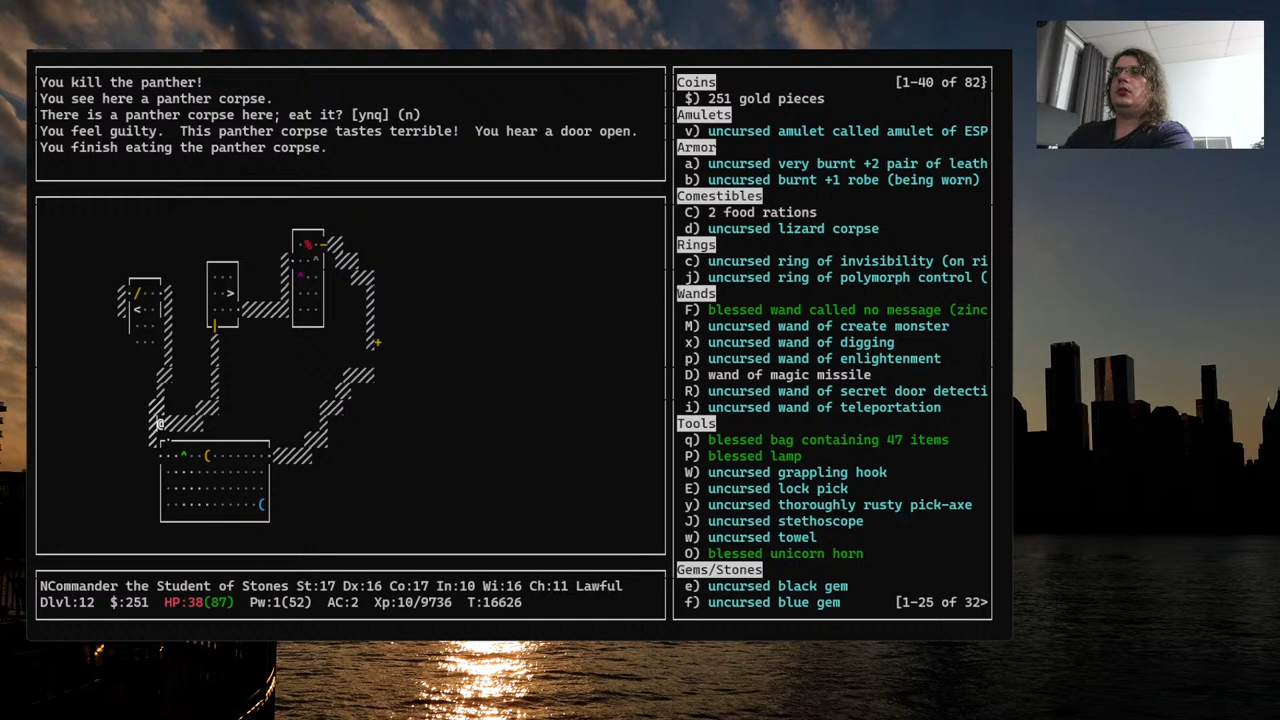 You kill the panther!
You see here a panther corpse.
There is a panther corpse here; eat it? [ynq] (n)
You feel guilty.  This panther corpse tastes terrible!  You hear a door open.
You finish eating the panther corpse.
Coins [1-40 of 82}
$) 251 gold pieces
Amulets
v) uncursed amulet called amulet of ESP
Armor
a) uncursed very burnt +2 pair of leath
b) uncursed burnt +1 robe (being worn)
Comestibles
C) 2 food rations
d) uncursed lizard corpse
Rings
c) uncursed ring of invisibility (on ri
j) uncursed ring of polymorph control (
Wands
F) blessed wand called no message (zinc
M) uncursed wand of create monster
x) uncursed wand of digging
p) uncursed wand of enlightenment
D) wand of magic missile
R) uncursed wand of secret door detecti
i) uncursed wand of teleportation
Tools
q) blessed bag containing 47 items
P) blessed lamp
W) uncursed grappling hook
E) uncursed lock pick
y) uncursed thoroughly rusty pick-axe
J) uncursed stethoscope
w) uncursed towel
O) blessed unicorn horn
Gems/Stones
e) uncursed black gem
f) uncursed blue gem [1-25 of 32>
NCommander the Student of Stones St:17 Dx:16 Co:17 In:10 Wi:16 Ch:11 Lawful
Dlvl:12 $:251 HP:38(87) Pw:1(52) AC:2 Xp:10/9736 T:16626